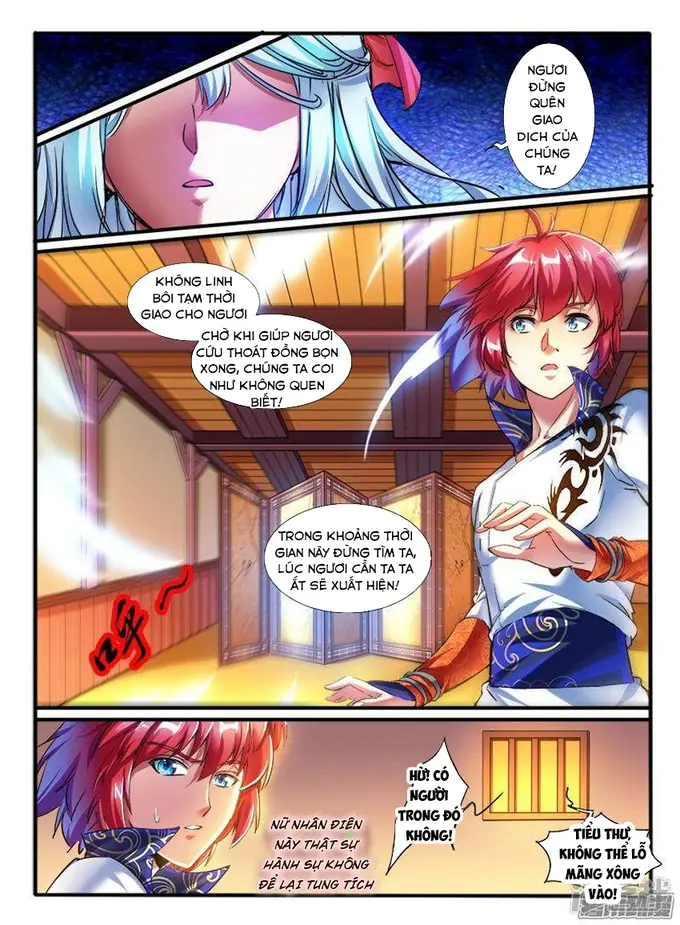 NGƯƠI
ĐỪNG
QUÊN
GIAO
DỊCH CỦA
CHÚNG
TA!
KHÔNG LINH
BÔI TẠM THỜI
GIAO CHO NGƯƠI
CHỜ KHI GIÚP NGƯƠI
CỨU THOÁT ĐỒNG BỌN
XONG, CHÚNG TA COI
NHƯ KHÔNG QUEN
BIẾT!
TRONG KHOẢNG THỜI
GIAN NÀY ĐỪNG TÌM TA,
LÚC NGƯƠI CẦN TA TA
ẮT SẼ XUẤT HIỆN!
呼~
HỪ! CÓ
NGƯỜI
TRONG ĐÓ
KHÔNG!
NỮ NHÂN ĐIÊN
NÀY THẬT SỰ
HÀNH SỰ KHÔNG
ĐỂ LẠI TUNG TÍCH
TIỂU THƯ,
KHÔNG THỂ LỖ
MÃNG XÔNG
VÀO!